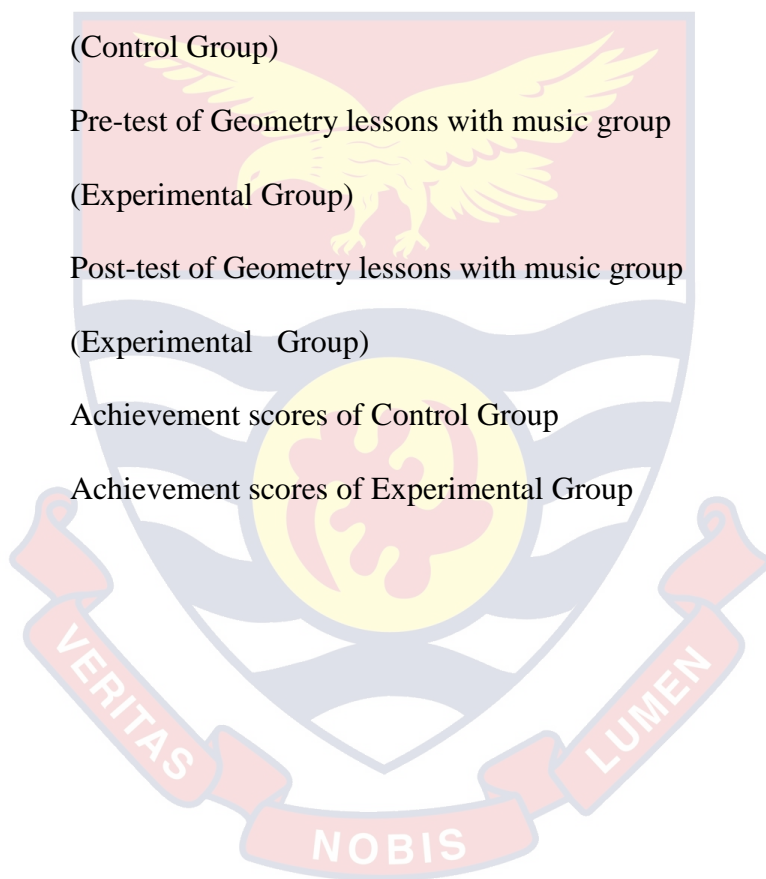 (Control Group)
Pre-test of Geometry lessons with music group
(Experimental Group)
Post-test of Geometry lessons with music group
(Experimental Group)
Achievement scores of Control Group
Achievement scores of Experimental Group
VERITAS
NOBIS
LUMEN